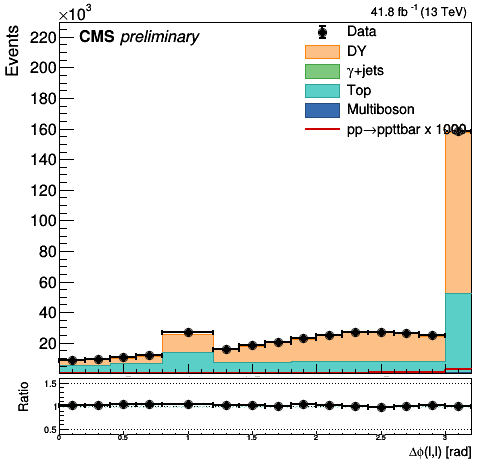 ×10³
41.8 fb⁻¹ (13 TeV)
CMS preliminary
Events
220
200
180
160
140
120
100
80
60
40
20
Data
DY
γ+jets
Top
Multiboson
pp→ppttbar x 1000
Ratio
1.5
1
0.5
0 0.5 1 1.5 2 2.5 3
Δϕ(l,l) [rad]